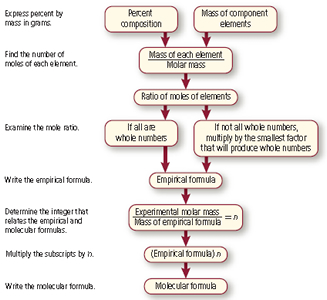 Express percent by
mass in grams.
Percent
composition
Mass of component
elements
Find the number of
moles of each element.
Mass of each element
Molar mass
Ratio of moles of elements
Examine the mole ratio.
If all are
whole numbers
If not all whole numbers,
multiply by the smallest factor
that will produce whole numbers
Write the empirical formula.
Empirical formula
Determine the integer that
relates the empirical and
molecular formulas.
Experimental molar mass
Mass of empirical formula
= n
Multiply the subscripts by n.
(Empirical formula) n
Write the molecular formula.
Molecular formula